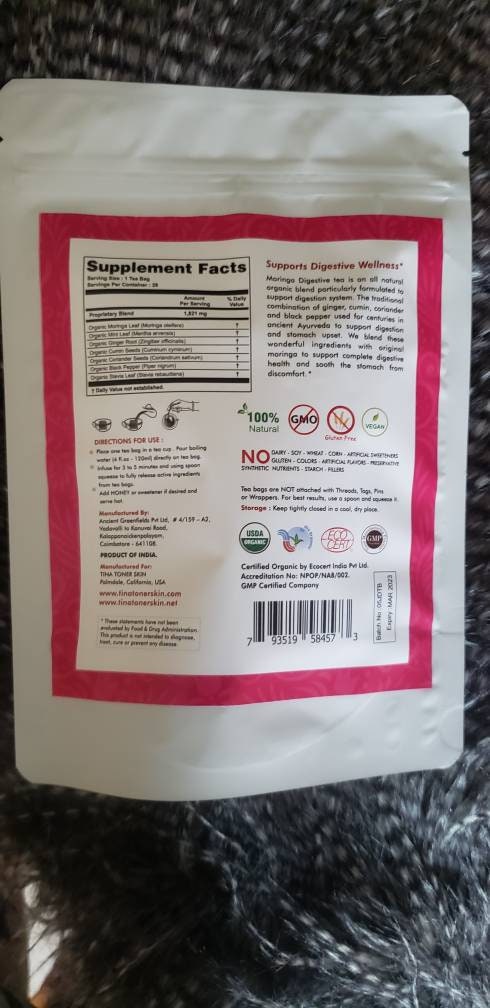 Supplement Facts
Serving Size : 1 Tea Bag
Servings Per Container : 28
Amount Per Serving
% Daily Value
Proprietary Blend 1,821 mg
Organic Moringa Leaf (Moringa oleifera) †
Organic Mint Leaf (Mentha arvensis) †
Organic Ginger Root (Zingiber officinalis) †
Organic Cumin Seeds (Cuminum cyminum) †
Organic Coriander Seeds (Coriandrum sativum) †
Organic Black Pepper (Piper nigrum) †
Organic Stevia Leaf (Stevia rebaudiana) †
† Daily Value not established.
DIRECTIONS FOR USE :
Place one tea bag in a tea cup. Pour boiling
water (4 fl.oz - 120ml) directly on tea bag.
Infuse for 3 to 5 minutes and using spoon
squeeze to fully release active ingredients
from tea bags.
Add HONEY or sweetener if desired and
serve hot.
Manufactured By:
Ancient Greenfields Pvt Ltd, # 4/159 - A2,
Vadavalli to Kanuvai Road,
Kalappanaickenpalayam,
Coimbatore - 641108.
PRODUCT OF INDIA.
Manufactured For:
TINA TONER SKIN
Palmdale, California, USA
www.tinatonerskin.com
www.tinatonerskin.net
* These statements have not been
evaluated by Food & Drug Administration.
This product is not intended to diagnose,
treat, cure or prevent any disease.
Supports Digestive Wellness*
Moringa Digestive tea is an all natural
organic blend particularly formulated to
support digestion system. The traditional
combination of ginger, cumin, coriander
and black pepper used for centuries in
ancient Ayurveda to support digestion
and stomach upset. We blend these
wonderful ingredients with original
moringa to support complete digestive
health and sooth the stomach from
discomfort. *
100%
Natural
GMO
Gluten Free
VEGAN
NO DAIRY - SOY - WHEAT - CORN - ARTIFICIAL SWEETENERS
GLUTEN - COLORS - ARTIFICIAL FLAVORS - PRESERVATIVE
SYNTHETIC NUTRIENTS - STARCH - FILLERS
Tea bags are NOT attached with Threads, Tags, Pins
or Wrappers. For best results, use a spoon and squeeze it.
Storage : Keep tightly closed in a cool, dry place.
USDA
ORGANIC
ECO
CERT
GMP
Certified Organic by Ecocert India Pvt Ltd.
Accreditation No: NPOP/NAB/002.
GMP Certified Company
7 93519 58457 3
Expiry : MAR 2023